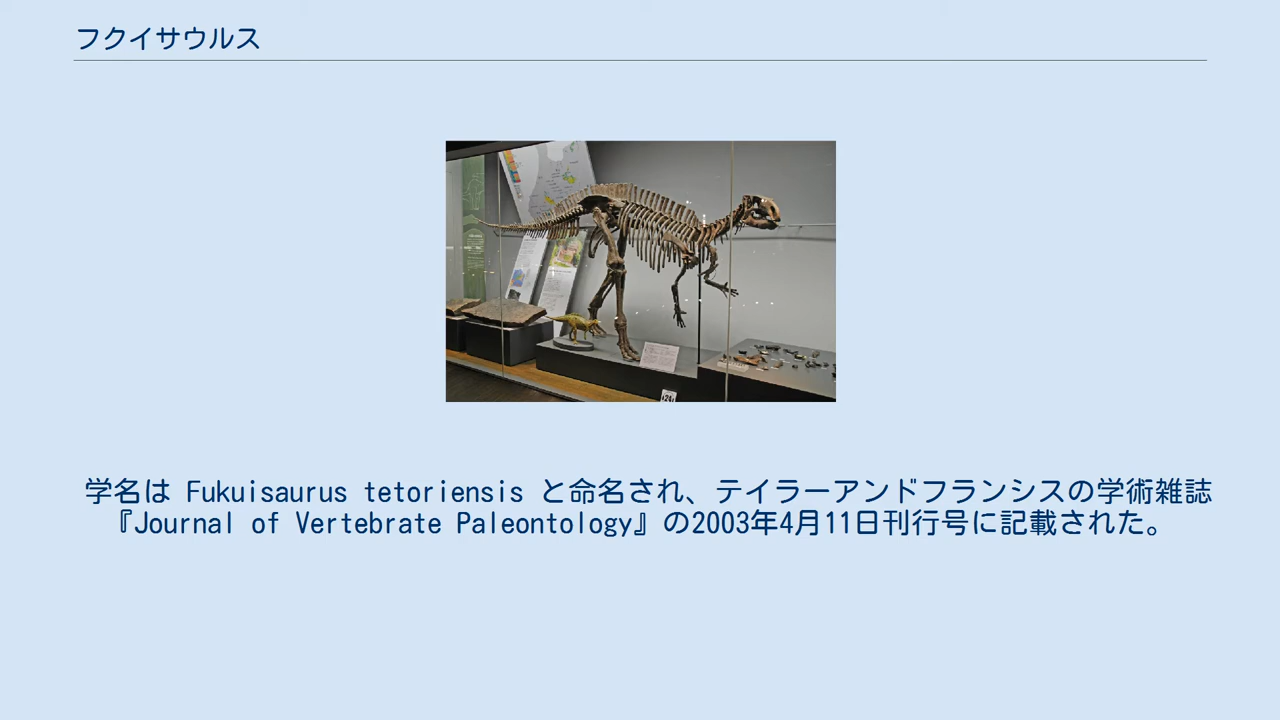 フクイサウルス
学名は Fukuisaurus tetoriensis と命名され、テイラーアンドフランシスの学術雑誌
『Journal of Vertebrate Paleontology』の2003年4月11日刊行号に記載された。